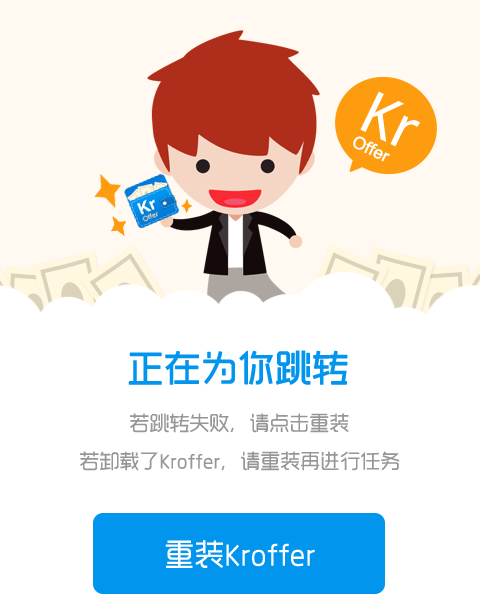 Kr
Offer
Kr
Offer
正在为你跳转
若跳转失败，请点击重装
若卸载了Kroffer，请重装再进行任务
重装Kroffer